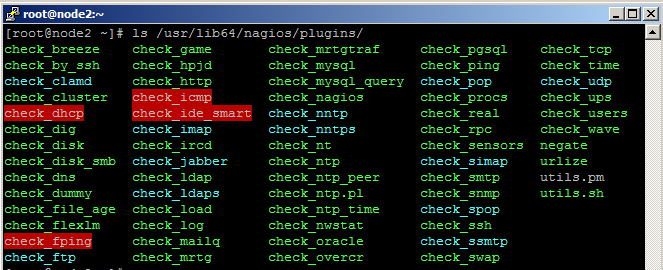 root@node2:~
[root@node2 ~]# ls /usr/lib64/nagios/plugins/
check_breeze check_game check_mrtgtraf check_pgsql check_tcp
check_by_ssh check_hpjd check_mysql check_ping check_time
check_clamd check_http check_mysql_query check_pop check_udp
check_cluster check_icmp check_nagios check_procs check_ups
check_dhcp check_ide_smart check_nntp check_real check_users
check_dig check_imap check_nntps check_rpc check_wave
check_disk check_ircd check_nt check_sensors negate
check_disk_smb check_jabber check_ntp check_simap urlize
check_dns check_ldap check_ntp_peer check_smtp utils.pm
check_dummy check_ldaps check_ntp.pl check_snmp utils.sh
check_file_age check_load check_ntp_time check_spop
check_flexlm check_log check_nwstat check_ssh
check_fping check_mailq check_oracle check_ssmtp
check_ftp check_mrtg check_overcr check_swap